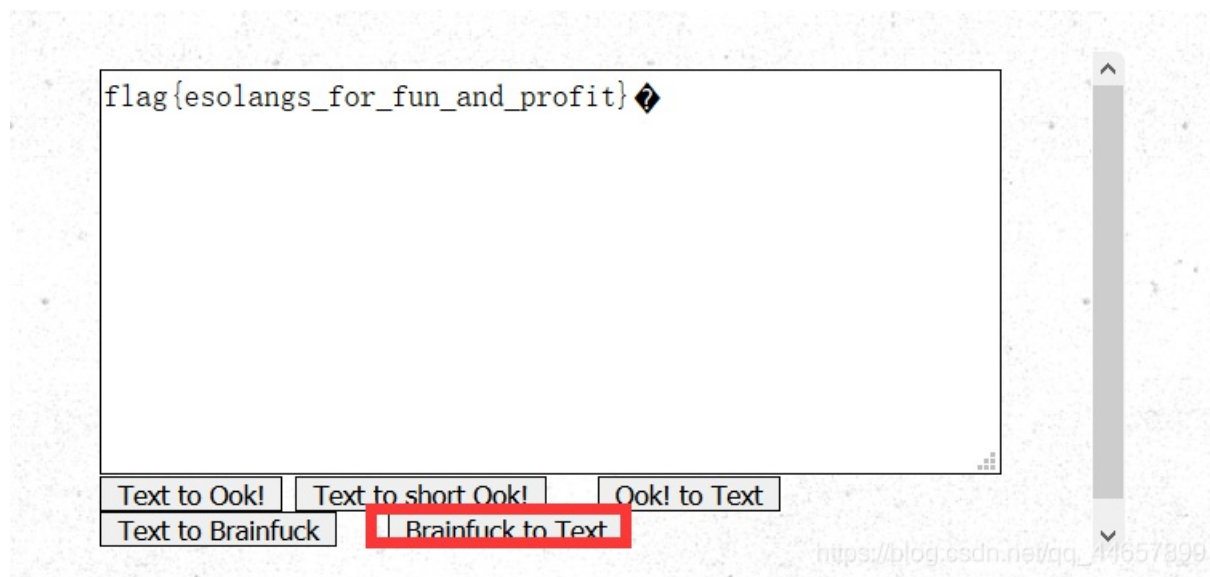 flag{esolangs_for_fun_and_profit}�
Text to Ook! Text to short Ook! Ook! to Text
Text to Brainfuck Brainfuck to Text
https://blog.csdn.net/qq_44657899